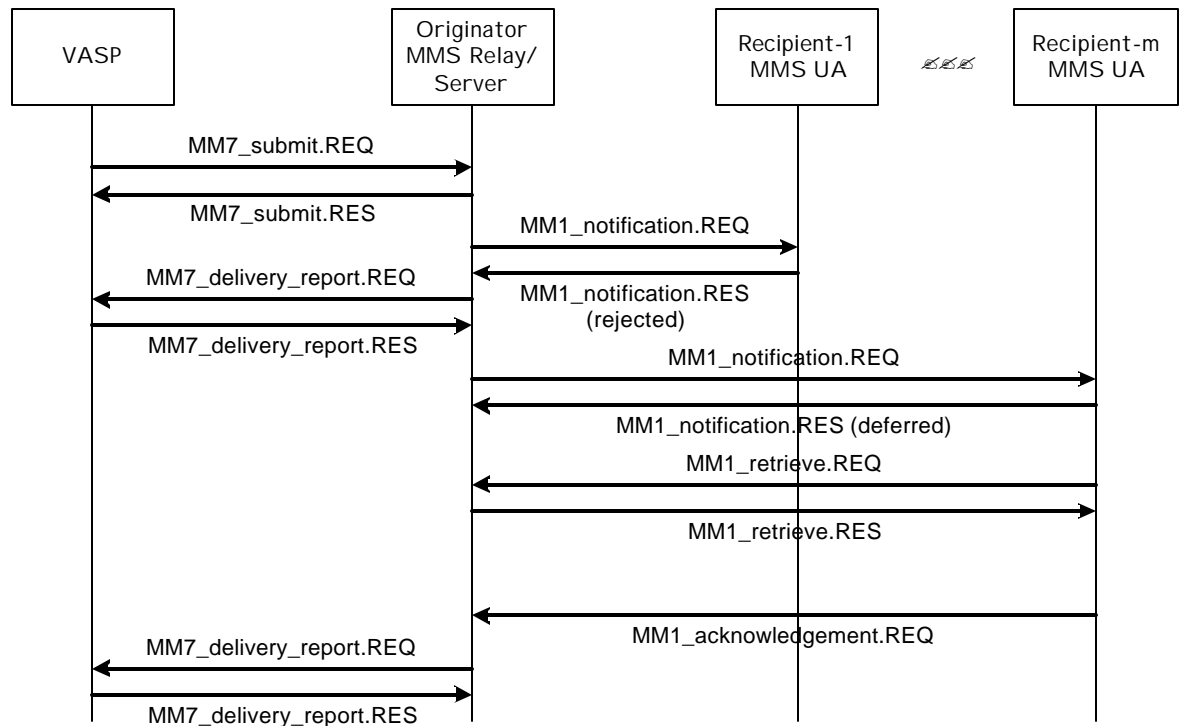 VASP
Originator
MMS Relay/
Server
Recipient-1
MMS UA
✍✍✍
Recipient-m
MMS UA
MM7_submit.REQ
MM7_submit.RES
MM1_notification.REQ
MM7_delivery_report.REQ
MM1_notification.RES
(rejected)
MM7_delivery_report.RES
MM1_notification.REQ
MM1_notification.RES (deferred)
MM1_retrieve.REQ
MM1_retrieve.RES
MM1_acknowledgement.REQ
MM7_delivery_report.REQ
MM7_delivery_report.RES